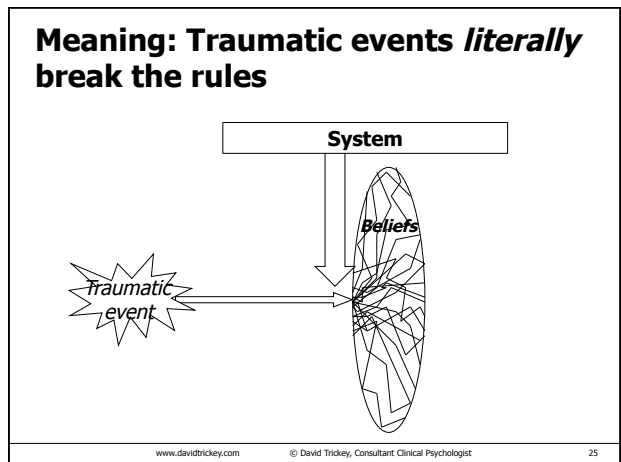 Meaning: Traumatic events literally
break the rules
System
Beliefs
Traumatic
event
www.davidtrickey.com © David Trickey, Consultant Clinical Psychologist 25